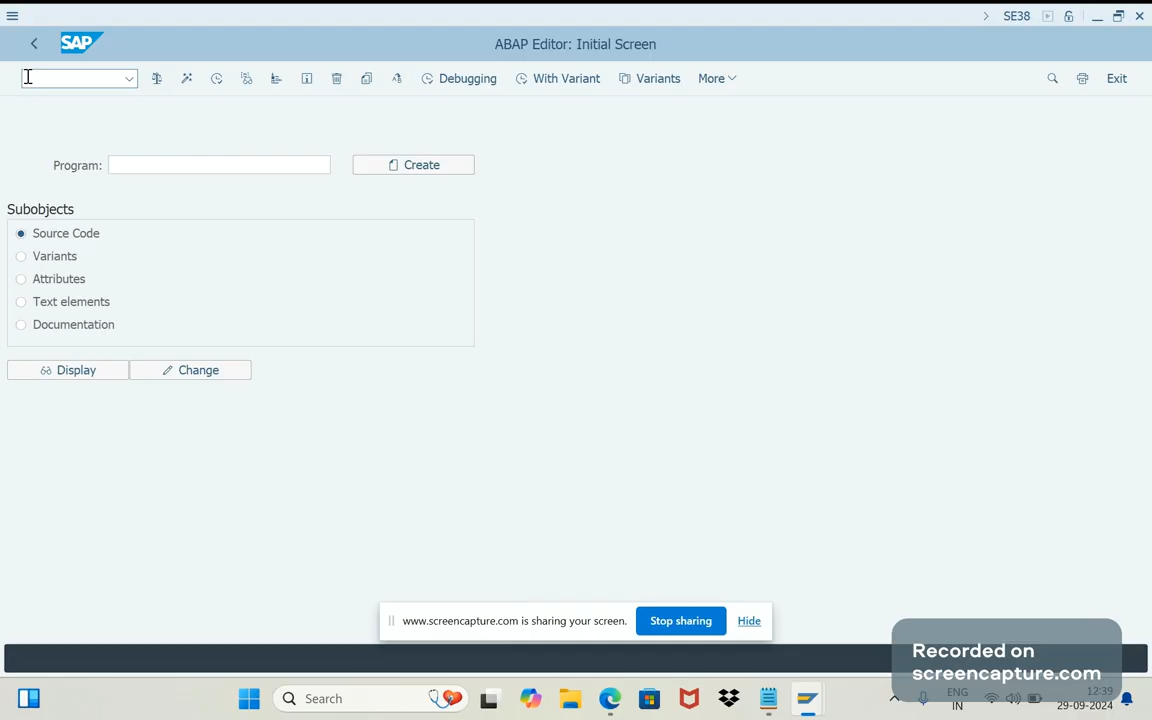 SE38
SAP
ABAP Editor: Initial Screen
Debugging
With Variant
Variants
More
Exit
Program:
Create
Subobjects
Source Code
Variants
Attributes
Text elements
Documentation
Display
Change
www.screencapture.com is sharing your screen.
Stop sharing
Hide
Recorded on
screencapture.com
Search
ENG
IN
12:39
29-09-2024